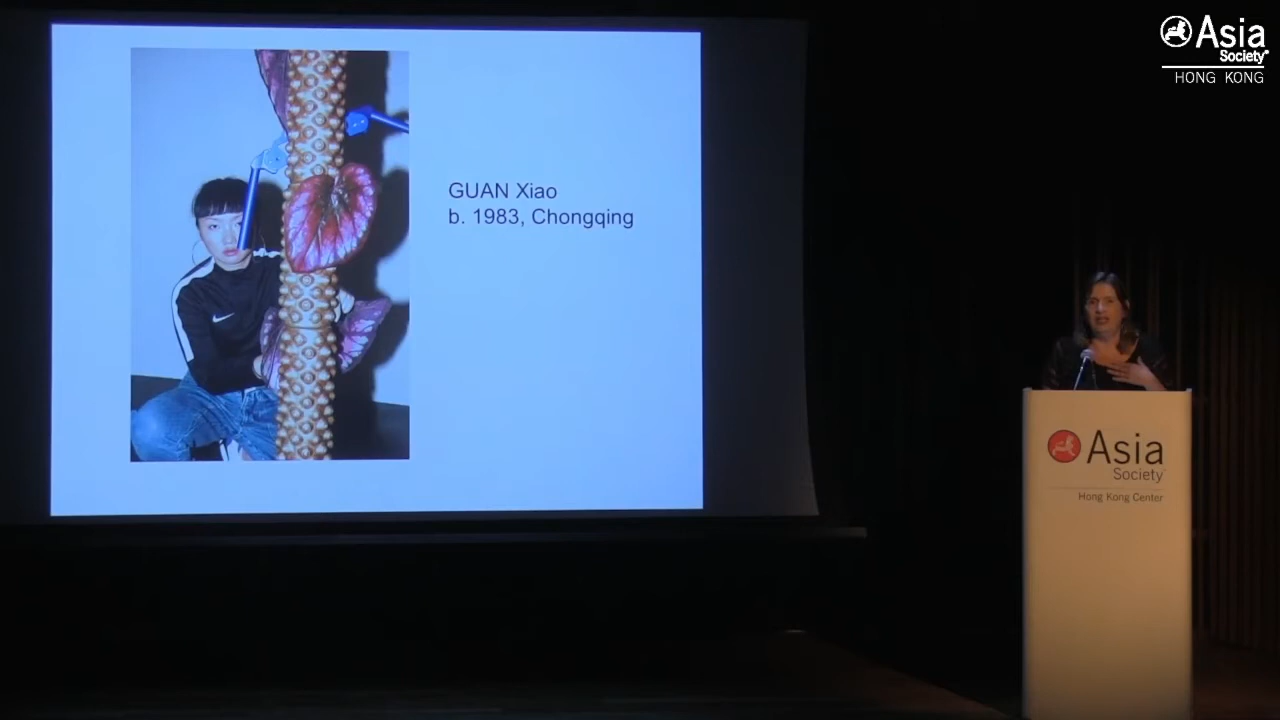 GUAN Xiao
b. 1983, Chongqing
Asia
Society
HONG KONG
Asia
Society
Hong Kong Center